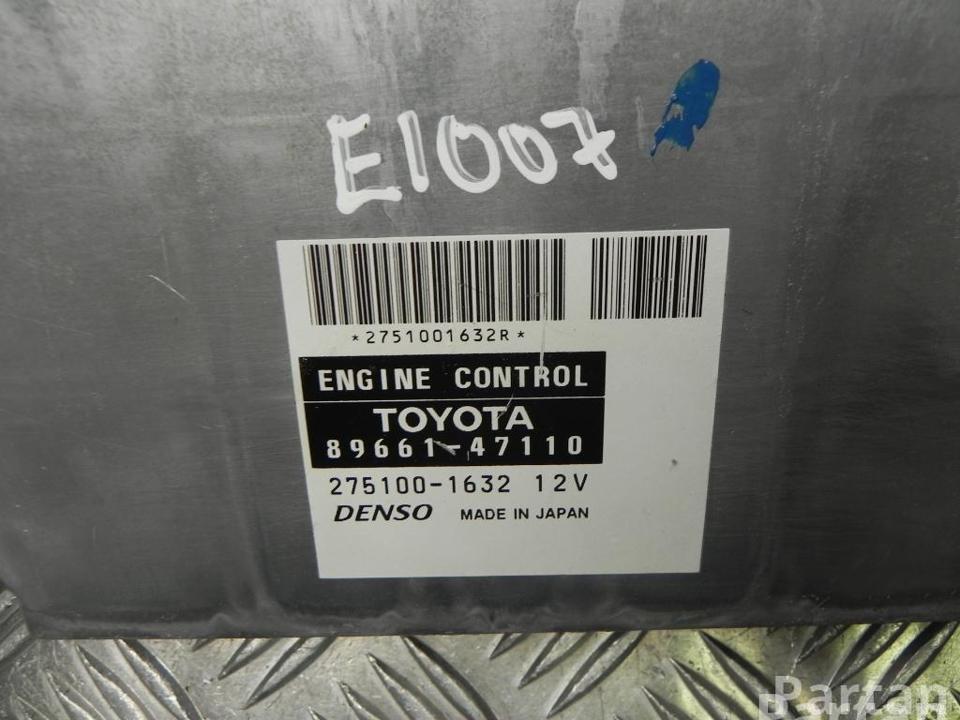 E1007
*2751001632R*
ENGINE CONTROL
TOYOTA
89661-47110
275100-1632 12V
DENSO MADE IN JAPAN
Partan